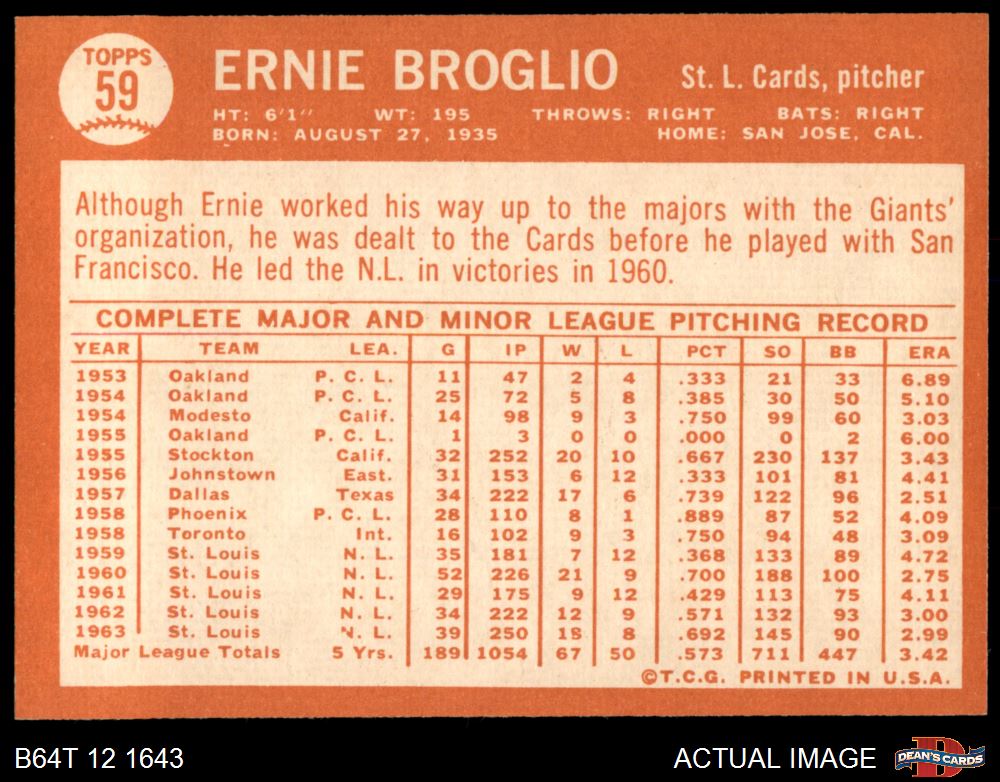 TOPPS
59
ERNIE BROGLIO St. L. Cards, pitcher
HT: 6'1" WT: 195 THROWS: RIGHT BATS: RIGHT
BORN: AUGUST 27, 1935 HOME: SAN JOSE, CAL.
Although Ernie worked his way up to the majors with the Giants'
organization, he was dealt to the Cards before he played with San
Francisco. He led the N.L. in victories in 1960.
COMPLETE MAJOR AND MINOR LEAGUE PITCHING RECORD
YEAR TEAM LEA. G IP W L PCT SO BB ERA
1953 Oakland P. C. L. 11 47 2 4 .333 21 33 6.89
1954 Oakland P. C. L. 25 72 5 8 .385 30 50 5.10
1954 Modesto Calif. 14 98 9 3 .750 99 60 3.03
1955 Oakland P. C. L. 1 3 0 0 .000 0 2 6.00
1955 Stockton Calif. 32 252 20 10 .667 230 137 3.43
1956 Johnstown East. 31 153 6 12 .333 101 81 4.41
1957 Dallas Texas 34 222 17 6 .739 122 96 2.51
1958 Phoenix P. C. L. 28 110 8 1 .889 87 52 4.09
1958 Toronto Int. 16 102 9 3 .750 94 48 3.09
1959 St. Louis N. L. 35 181 7 12 .368 133 89 4.72
1960 St. Louis N. L. 52 226 21 9 .700 188 100 2.75
1961 St. Louis N. L. 29 175 9 12 .429 113 75 4.11
1962 St. Louis N. L. 34 222 12 9 .571 132 93 3.00
1963 St. Louis N. L. 39 250 18 8 .692 145 90 2.99
Major League Totals 5 Yrs. 189 1054 67 50 .573 711 447 3.42
©T.C.G. PRINTED IN U.S.A.
B64T 12 1643 ACTUAL IMAGE D DEAN'S CARDS